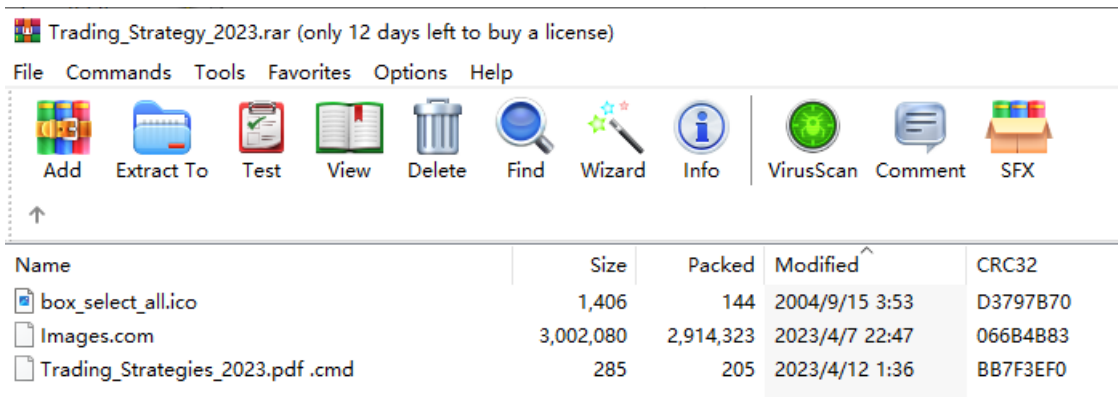 Trading_Strategy_2023.rar (only 12 days left to buy a license)
File Commands Tools Favorites Options Help
Add Extract To Test View Delete Find Wizard Info VirusScan Comment SFX
Name Size Packed Modified CRC32
box_select_all.ico 1,406 144 2004/9/15 3:53 D3797B70
Images.com 3,002,080 2,914,323 2023/4/7 22:47 066B4B83
Trading_Strategies_2023.pdf .cmd 285 205 2023/4/12 1:36 BB7F3EF0